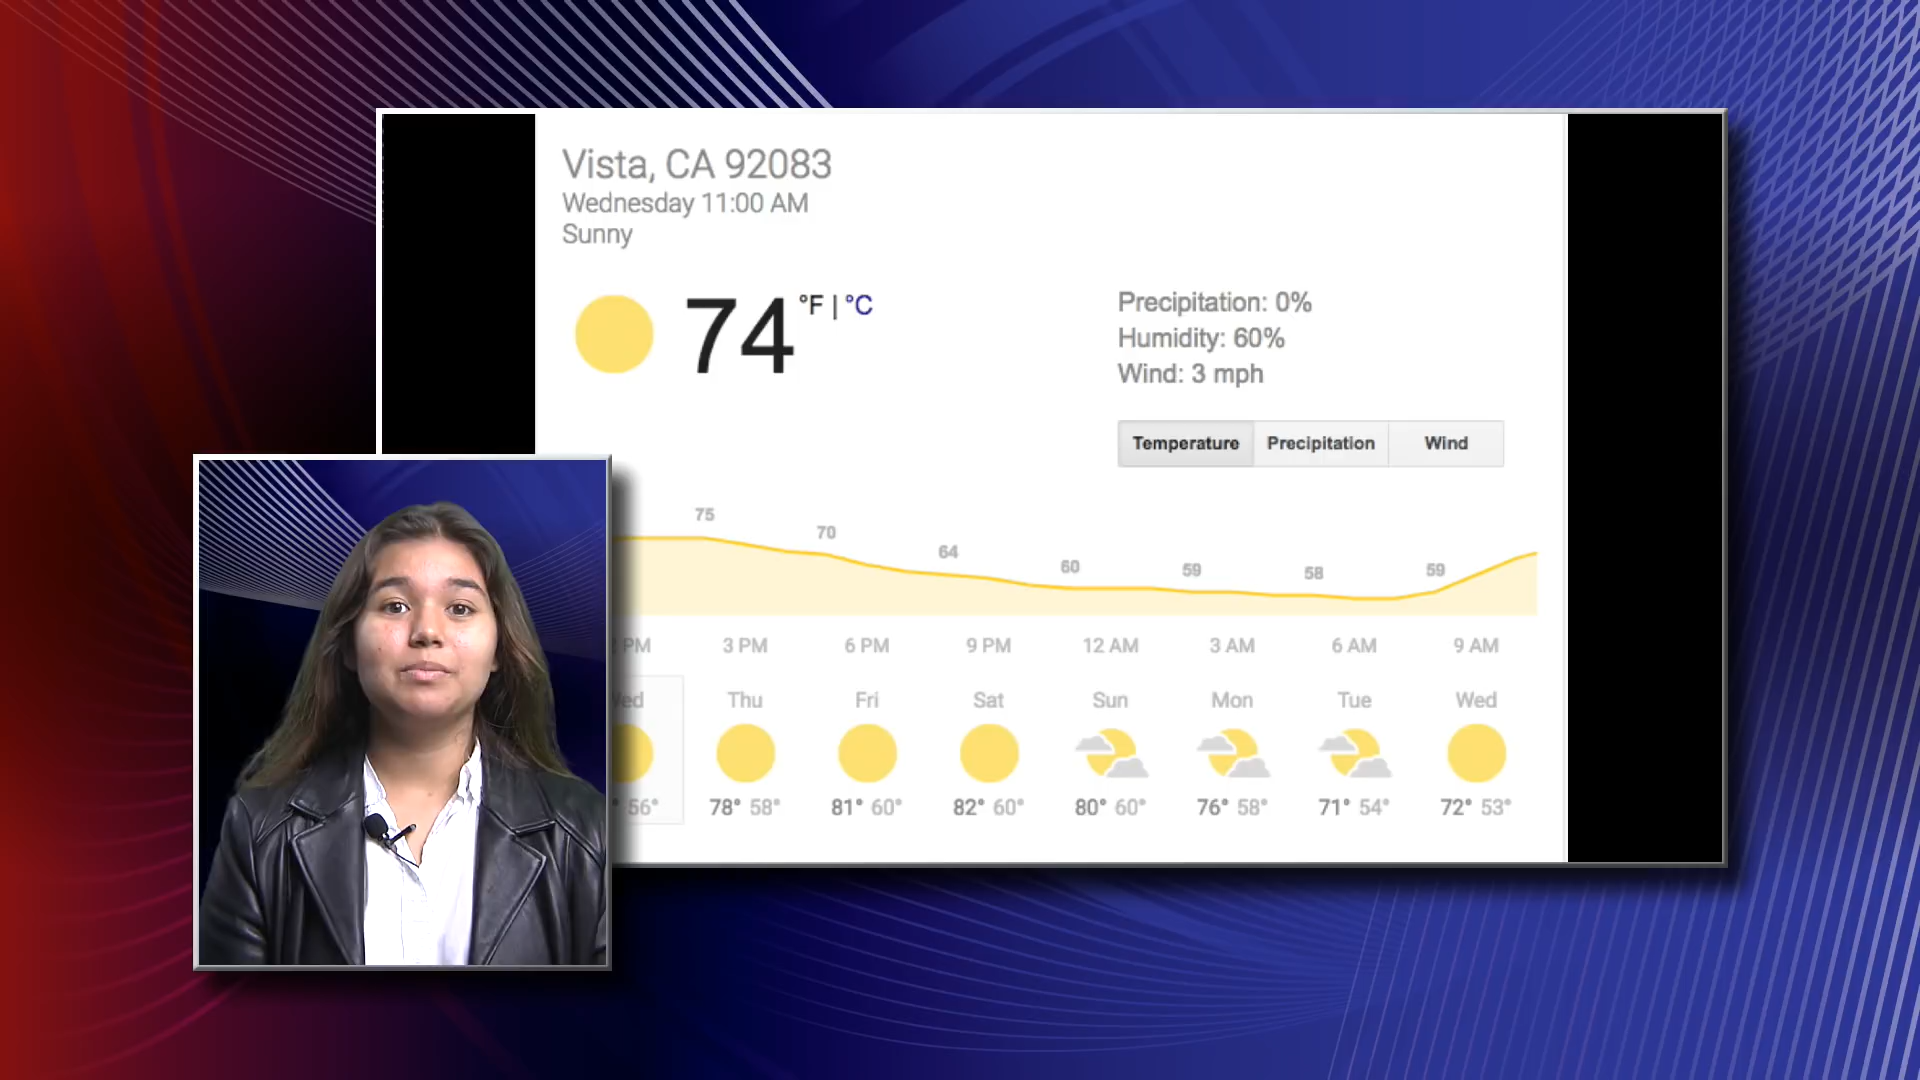 Vista, CA 92083
Wednesday 11:00 AM
Sunny
74 °F | °C
Precipitation: 0%
Humidity: 60%
Wind: 3 mph
Temperature Precipitation Wind
75 70 64 60 59 58 59
PM 3 PM 6 PM 9 PM 12 AM 3 AM 6 AM 9 AM
Thu Fri Sat Sun Mon Tue Wed
56° 78° 58° 81° 60° 82° 60° 80° 60° 76° 58° 71° 54° 72° 53°